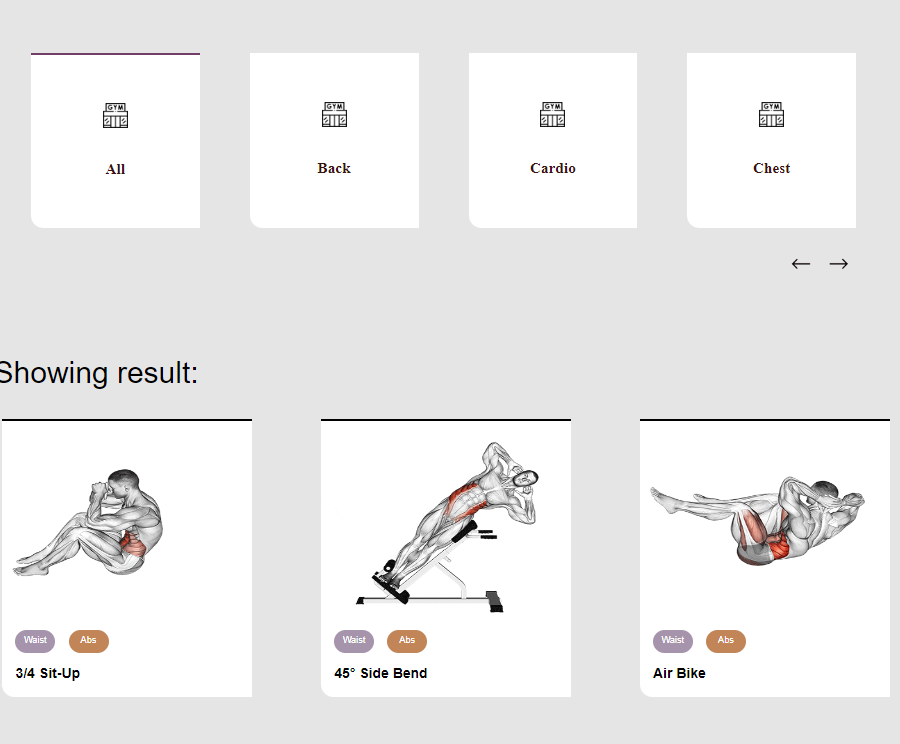 GYM GYM GYM GYM
All Back Cardio Chest
Showing result:
Waist Abs Waist Abs Waist Abs
3/4 Sit-Up 45° Side Bend Air Bike